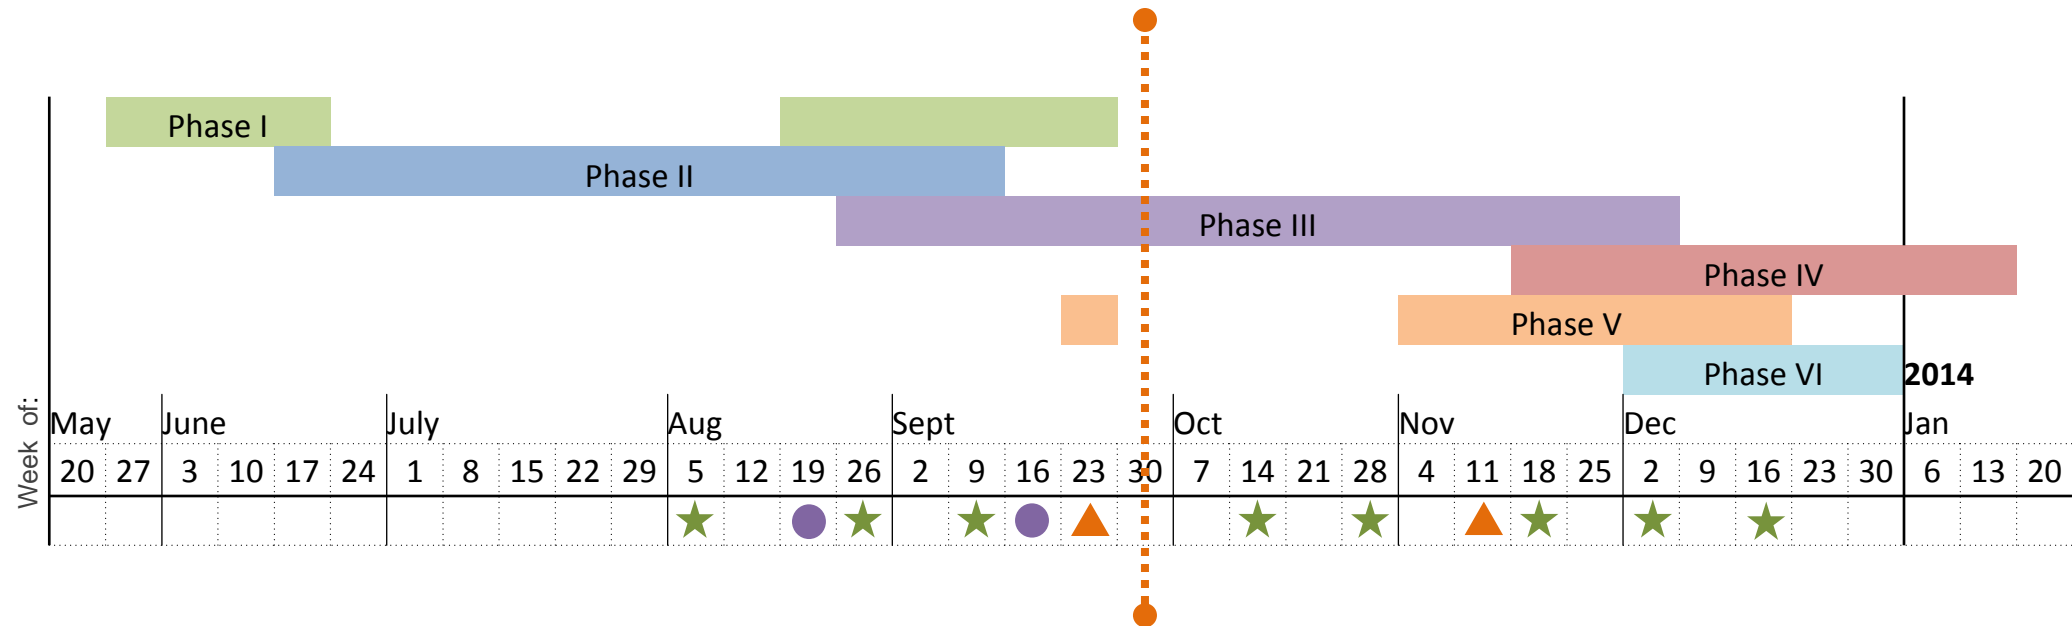 Phase I
Phase II
Phase III
Phase IV
Phase V
Phase VI
2014
Week of:
May June July Aug Sept Oct Nov Dec Jan
20 27 3 10 17 24 1 8 15 22 29 5 12 19 26 2 9 16 23 30 7 14 21 28 4 11 18 25 2 9 16 23 30 6 13 20